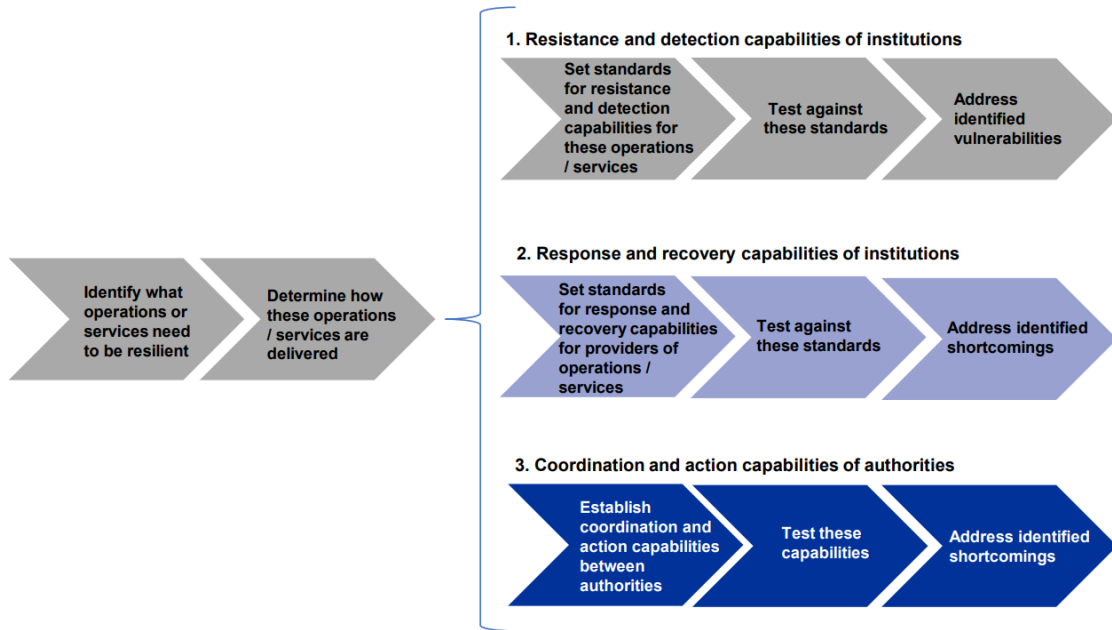 1. Resistance and detection capabilities of institutions
Set standards
for resistance
and detection
capabilities for
these operations
/ services
Test against
these standards
Address
identified
vulnerabilities
Identify what
operations or
services need
to be resilient
Determine how
these operations
/ services are
delivered
2. Response and recovery capabilities of institutions
Set standards
for response and
recovery capabilities
for providers of
operations /
services
Test against
these standards
Address identified
shortcomings
3. Coordination and action capabilities of authorities
Establish
coordination and
action capabilities
between
authorities
Test these
capabilities
Address identified
shortcomings